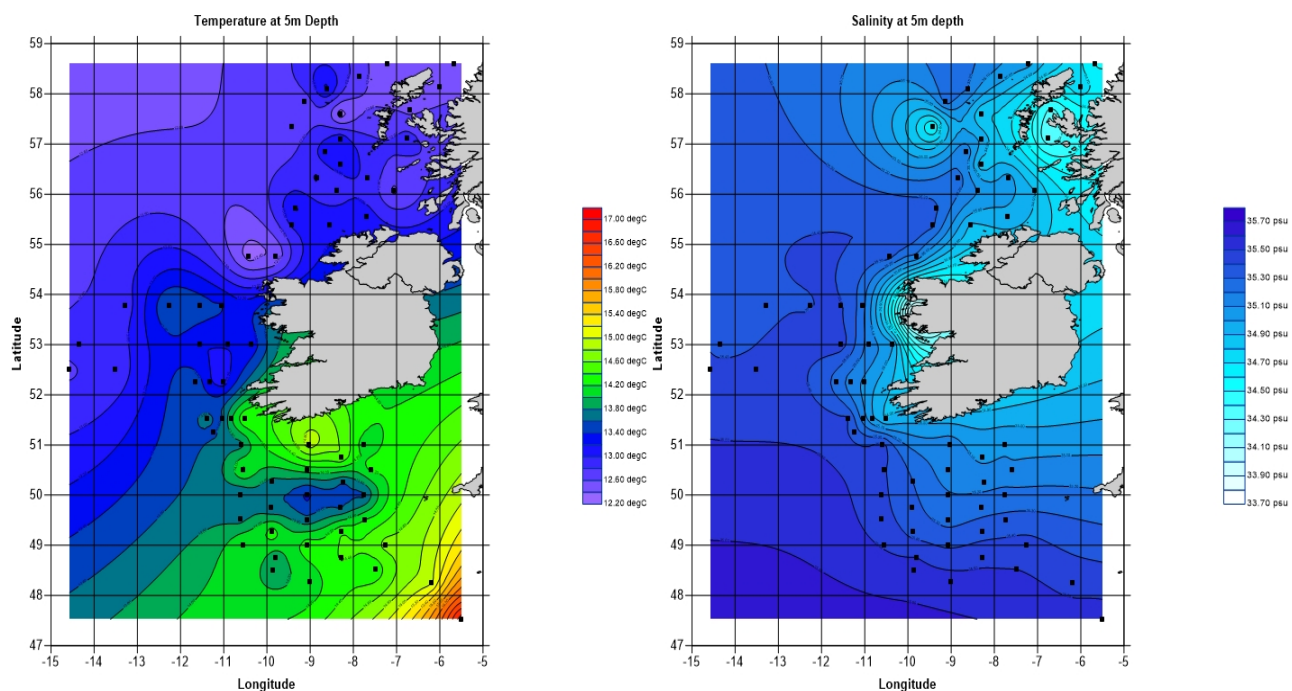 Temperature at 5m Depth
59
58
57
56
55
54
53
52
51
50
49
48
47
Latitude
-15
-14
-13
-12
-11
-10
-9
-8
-7
-6
-5
Longitude
17.00 degC
16.60 degC
16.20 degC
15.80 degC
15.40 degC
15.00 degC
14.60 degC
14.20 degC
13.80 degC
13.40 degC
13.00 degC
12.60 degC
12.20 degC
Salinity at 5m depth
59
58
57
56
55
54
53
52
51
50
49
48
47
Latitude
-15
-14
-13
-12
-11
-10
-9
-8
-7
-6
-5
Longitude
35.70 psu
35.50 psu
35.30 psu
35.10 psu
34.90 psu
34.70 psu
34.50 psu
34.30 psu
34.10 psu
33.90 psu
33.70 psu